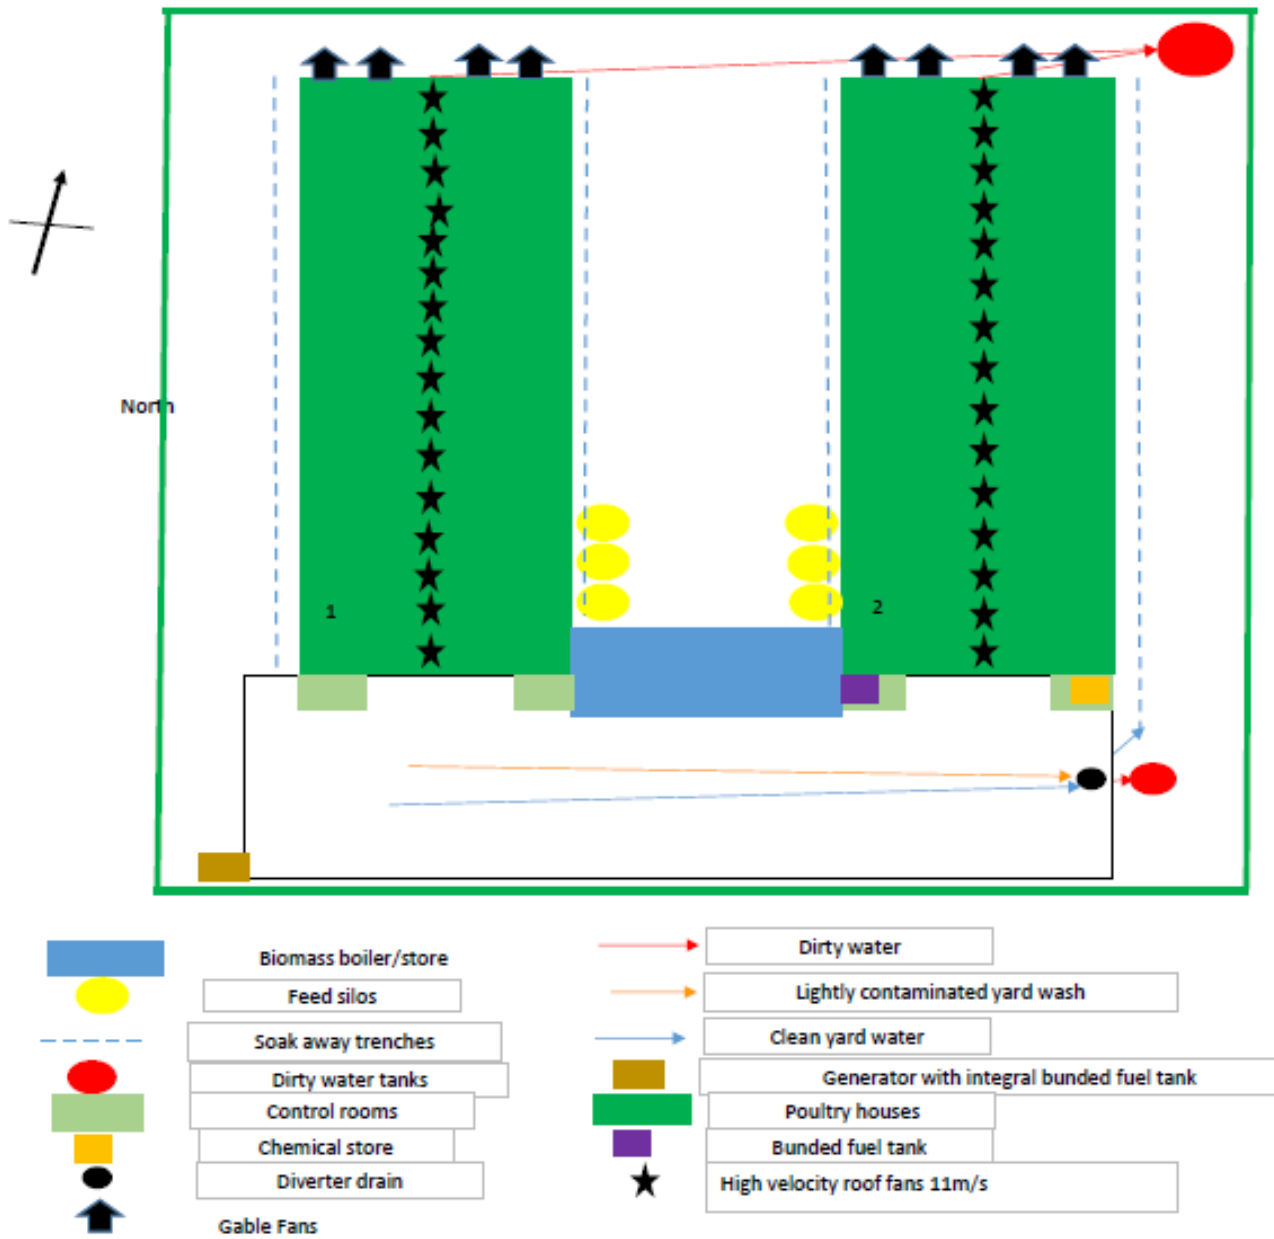 North
1
2
Biomass boiler/store
Feed silos
Soak away trenches
Dirty water tanks
Control rooms
Chemical store
Diverter drain
Gable Fans
Dirty water
Lightly contaminated yard wash
Clean yard water
Generator with integral bunded fuel tank
Poultry houses
Bunded fuel tank
High velocity roof fans 11m/s